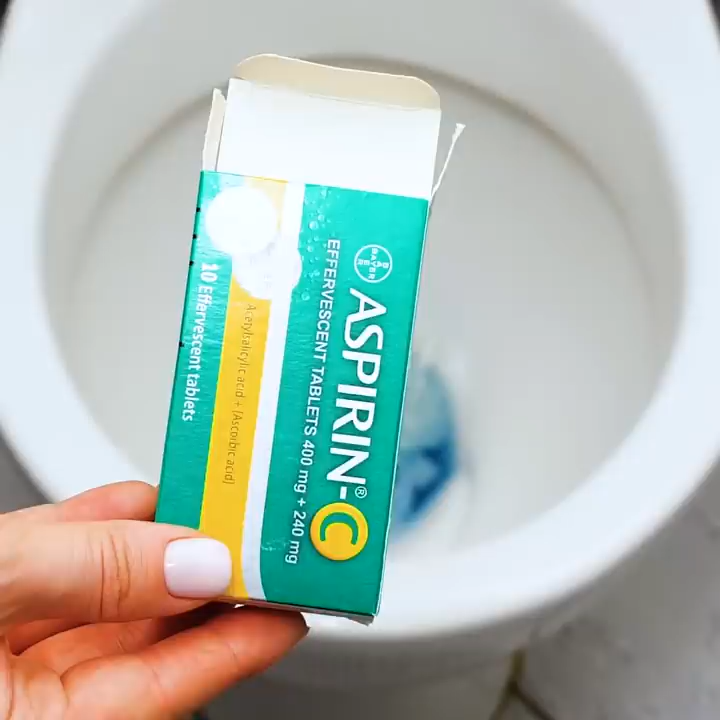 BAYER
ASPIRIN-C®
EFFERVESCENT TABLETS 400 mg + 240 mg
Acetylsalicylic acid + (Ascorbic acid)
10 Effervescent tablets